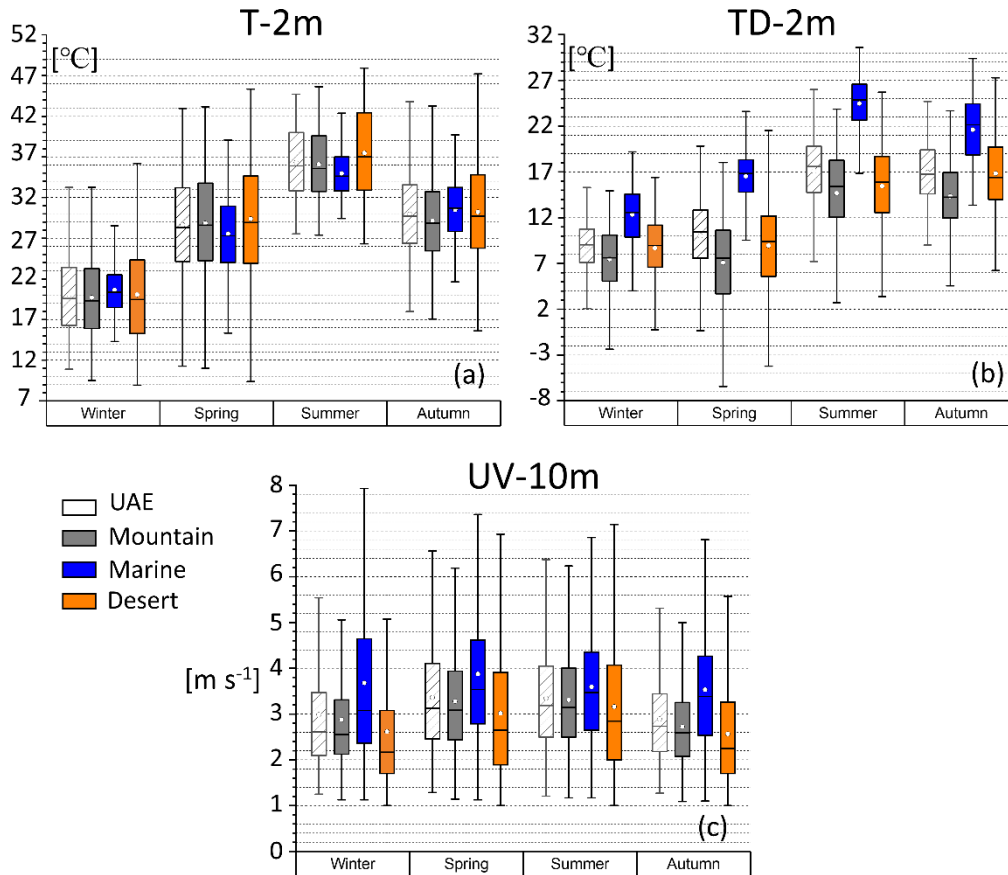 T-2m
[°C]
52
47
42
37
32
27
22
17
12
7
(a)
Winter Spring Summer Autumn
TD-2m
[°C]
32
27
22
17
12
7
2
-3
-8
(b)
Winter Spring Summer Autumn
UV-10m
UAE
Mountain
Marine
Desert
[m s⁻¹]
8
7
6
5
4
3
2
1
0
(c)
Winter Spring Summer Autumn